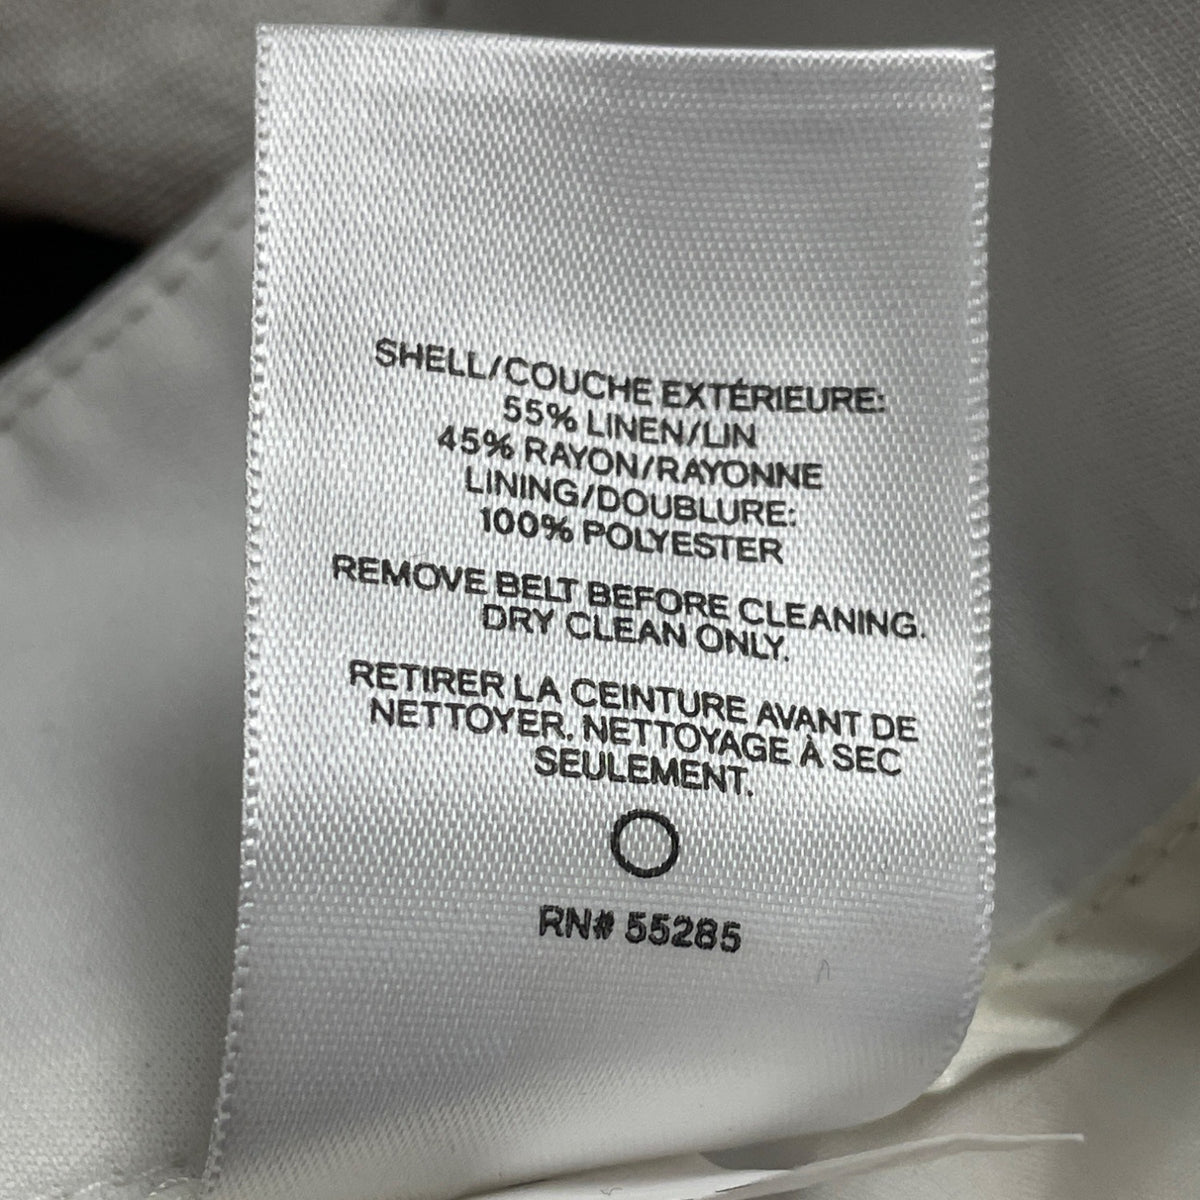 SHELL/COUCHE EXTÉRIEURE:
55% LINEN/LIN
45% RAYON/RAYONNE
LINING/DOUBLURE:
100% POLYESTER
REMOVE BELT BEFORE CLEANING.
DRY CLEAN ONLY.
RETIRER LA CEINTURE AVANT DE
NETTOYER. NETTOYAGE À SEC
SEULEMENT.
RN# 55285